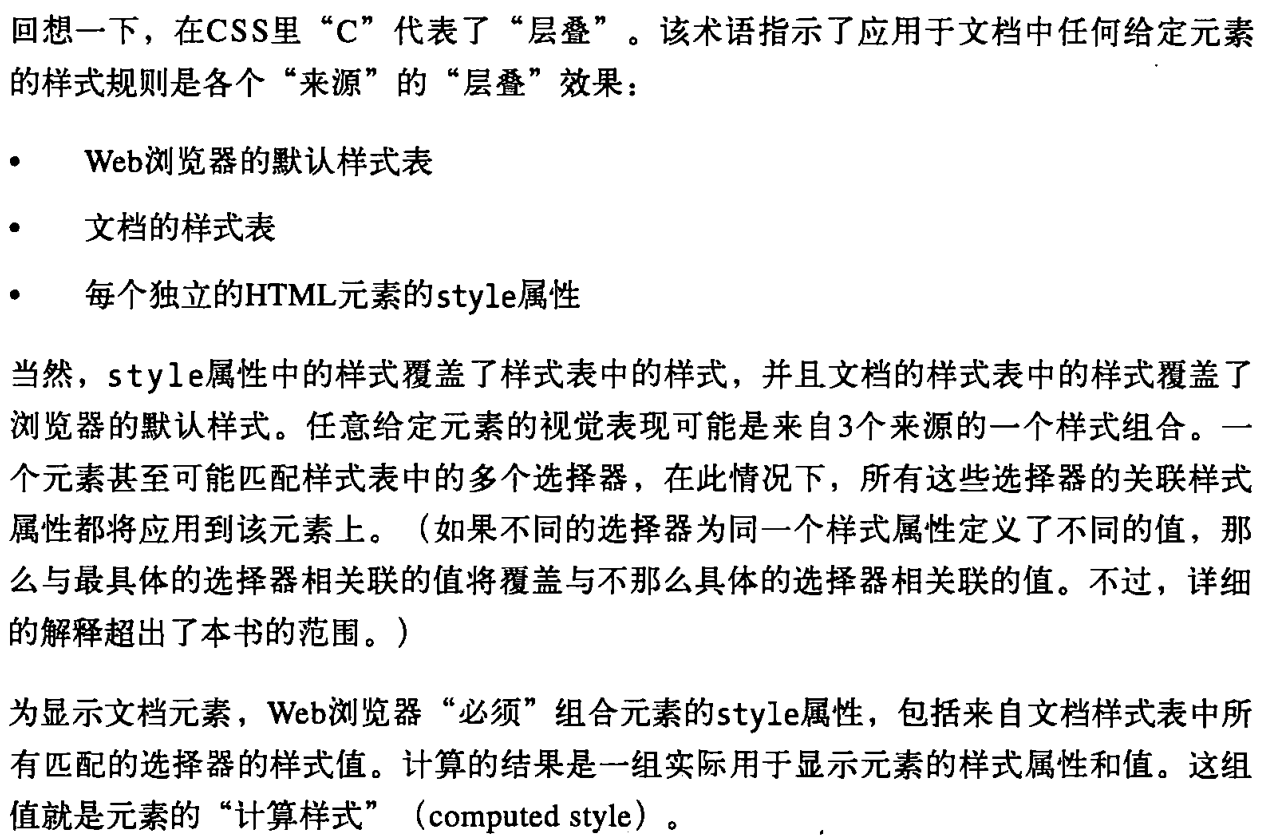 回想一下，在CSS里“C”代表了“层叠”。该术语指示了应用于文档中任何给定元素
的样式规则是各个“来源”的“层叠”效果：
• Web浏览器的默认样式表
• 文档的样式表
• 每个独立的HTML元素的style属性
当然，style属性中的样式覆盖了样式表中的样式，并且文档的样式表中的样式覆盖了
浏览器的默认样式。任意给定元素的视觉表现可能是来自3个来源的一个样式组合。一
个元素甚至可能匹配样式表中的多个选择器，在此情况下，所有这些选择器的关联样式
属性都将应用到该元素上。（如果不同的选择器为同一个样式属性定义了不同的值，那
么与最具体的选择器相关联的值将覆盖与不那么具体的选择器相关联的值。不过，详细
的解释超出了本书的范围。）
为显示文档元素，Web浏览器“必须”组合元素的style属性，包括来自文档样式表中所
有匹配的选择器的样式值。计算的结果是一组实际用于显示元素的样式属性和值。这组
值就是元素的“计算样式”（computed style）。